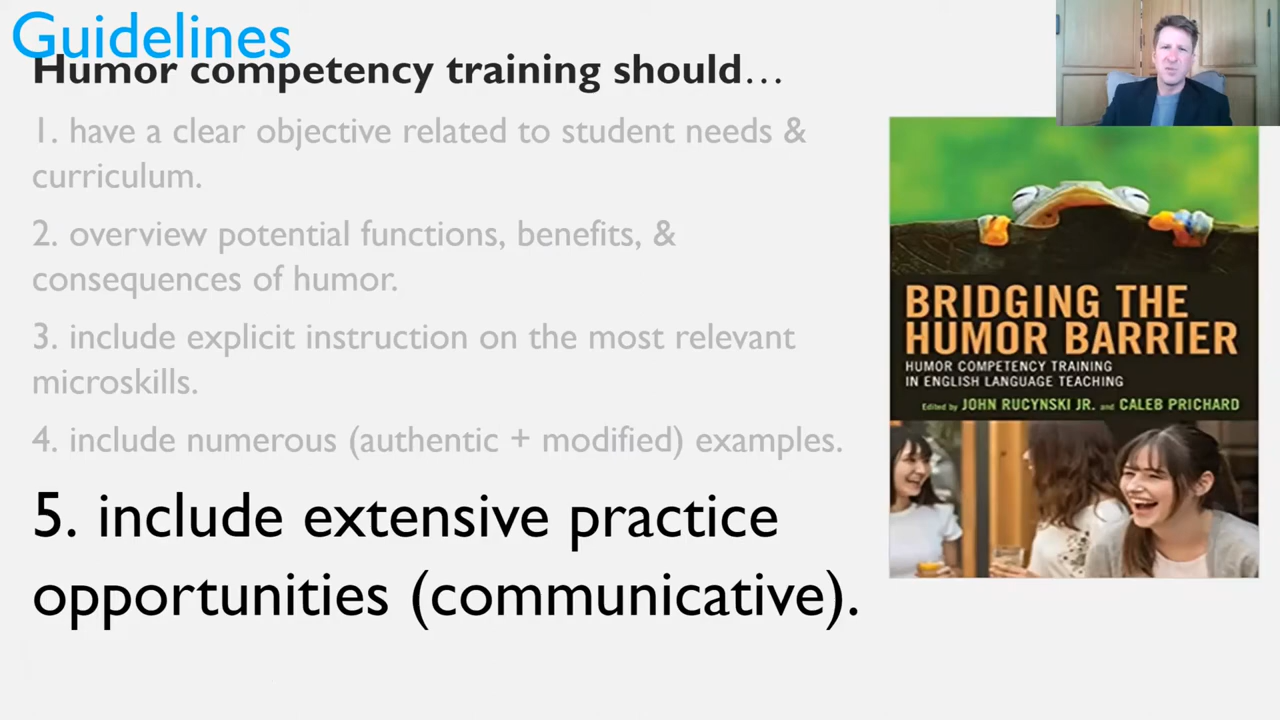 Guidelines
Humor competency training should…
1. have a clear objective related to student needs &
curriculum.
2. overview potential functions, benefits, &
consequences of humor.
3. include explicit instruction on the most relevant
microskills.
4. include numerous (authentic + modified) examples.
5. include extensive practice
opportunities (communicative).
BRIDGING THE
HUMOR BARRIER
HUMOR COMPETENCY TRAINING
IN ENGLISH LANGUAGE TEACHING
Edited by JOHN RUCYNSKI JR. and CALEB PRICHARD